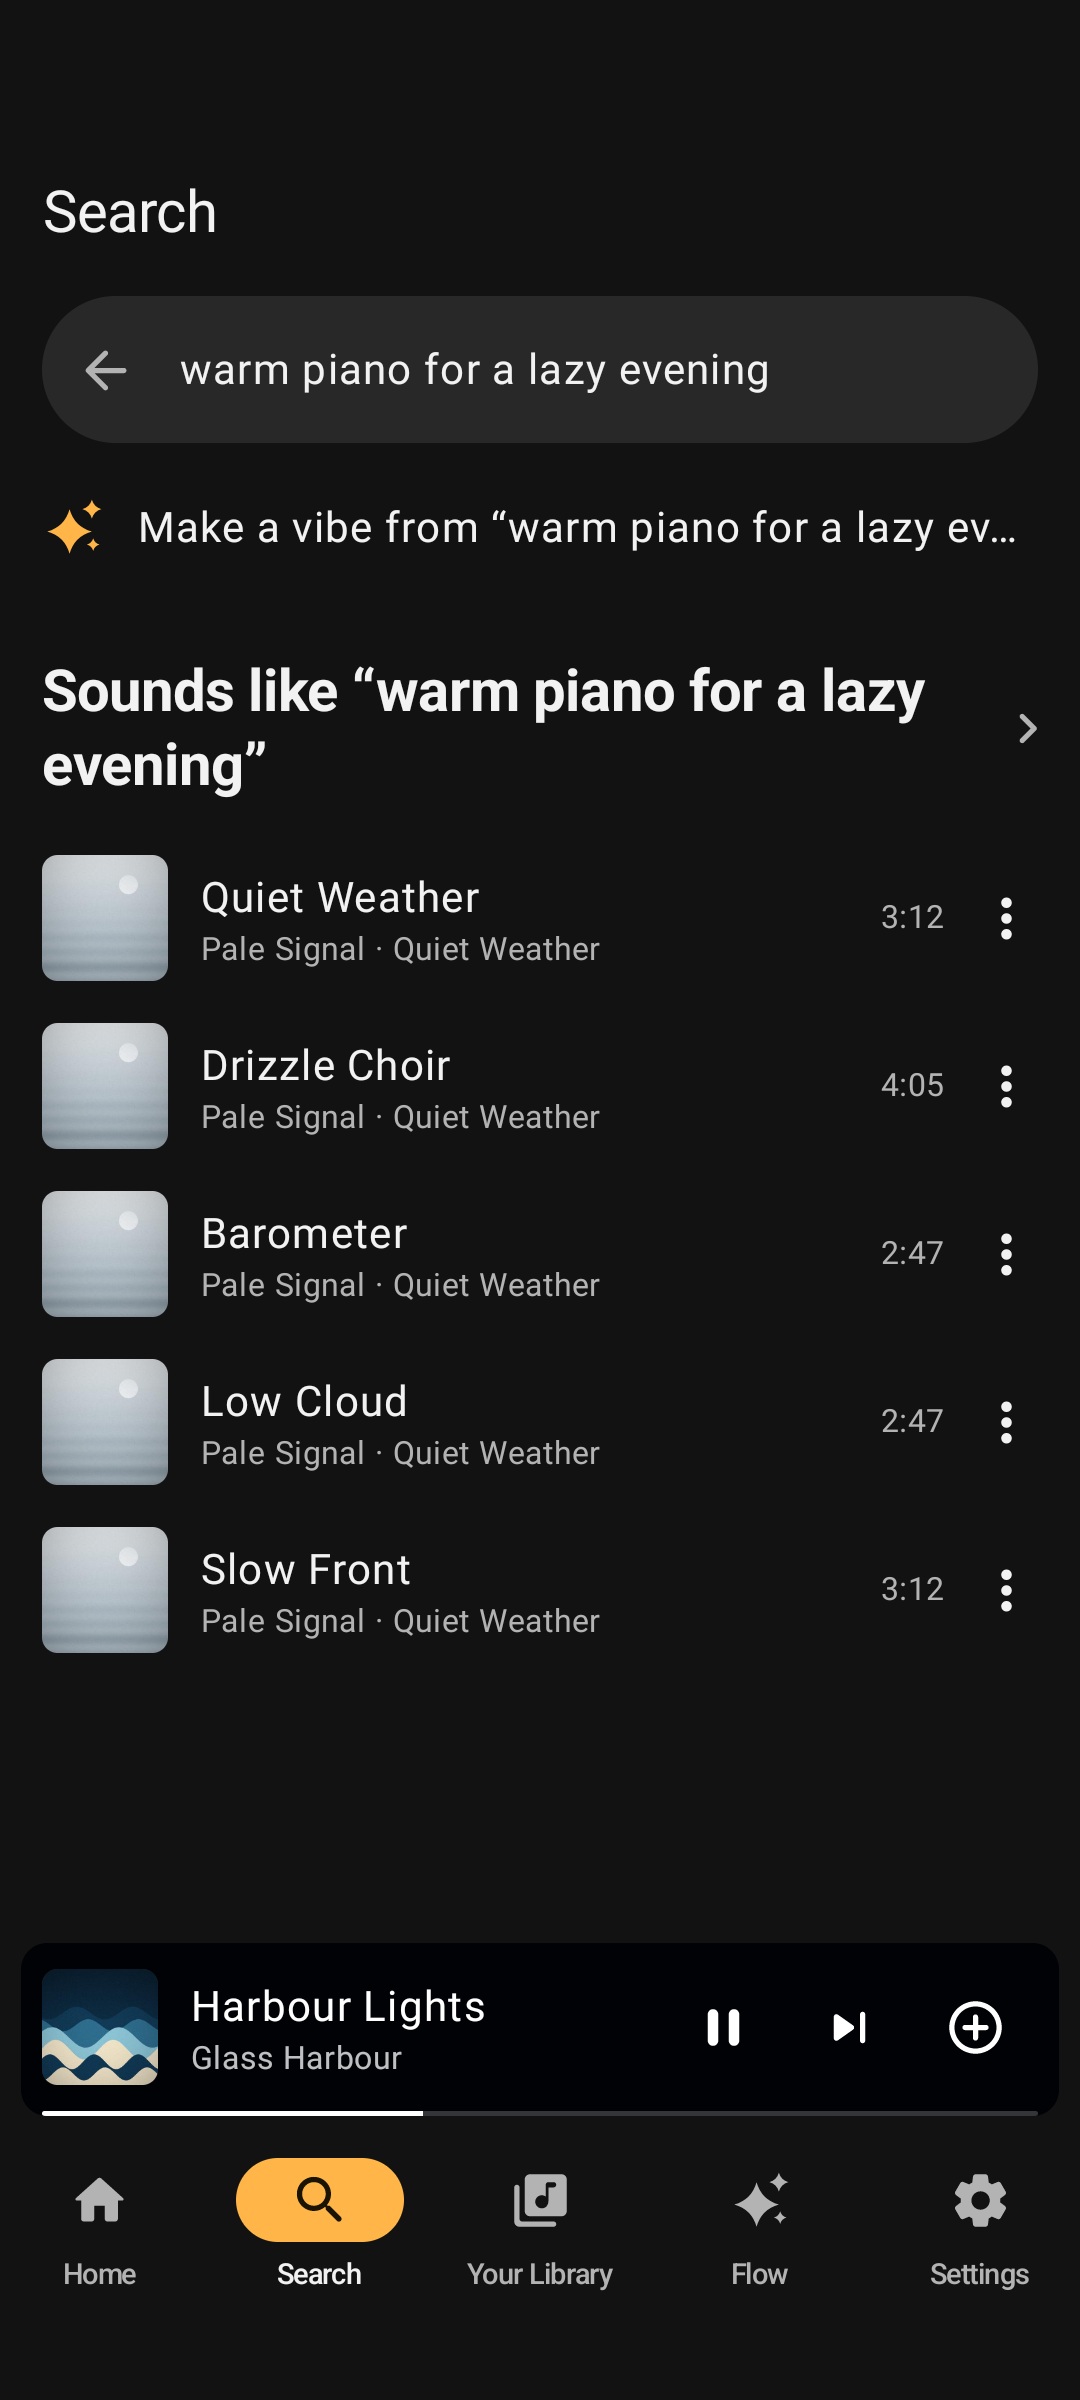 Search
warm piano for a lazy evening
Make a vibe from “warm piano for a lazy ev…
Sounds like “warm piano for a lazy
evening”
Quiet Weather
Pale Signal · Quiet Weather
3:12
Drizzle Choir
Pale Signal · Quiet Weather
4:05
Barometer
Pale Signal · Quiet Weather
2:47
Low Cloud
Pale Signal · Quiet Weather
2:47
Slow Front
Pale Signal · Quiet Weather
3:12
Harbour Lights
Glass Harbour
Home
Search
Your Library
Flow
Settings